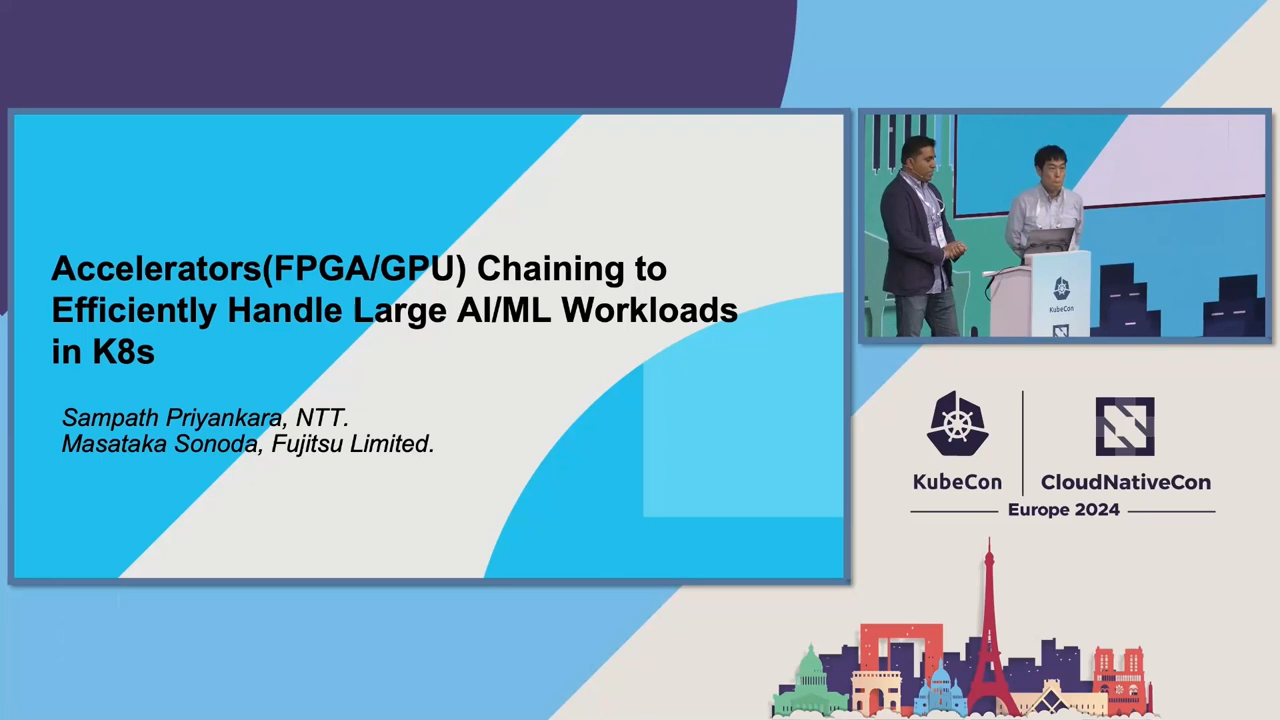 Accelerators(FPGA/GPU) Chaining to
Efficiently Handle Large AI/ML Workloads
in K8s
Sampath Priyankara, NTT.
Masataka Sonoda, Fujitsu Limited.
KubeCon
KubeCon
CloudNativeCon
Europe 2024